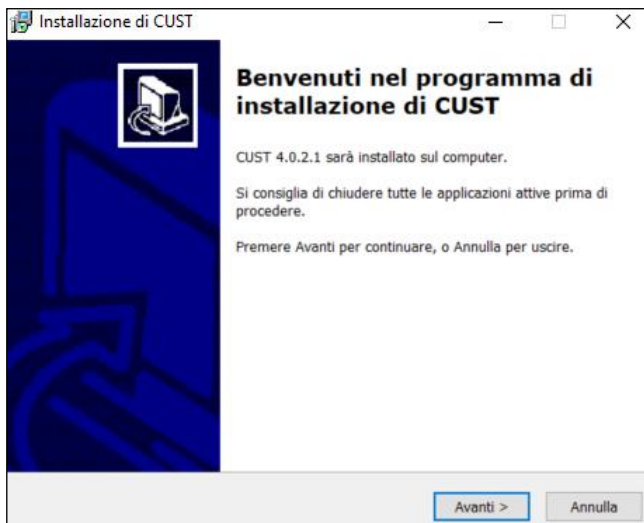 Installazione di CUST
Benvenuti nel programma di
installazione di CUST
CUST 4.0.2.1 sarà installato sul computer.
Si consiglia di chiudere tutte le applicazioni attive prima di
procedere.
Premere Avanti per continuare, o Annulla per uscire.
Avanti >
Annulla